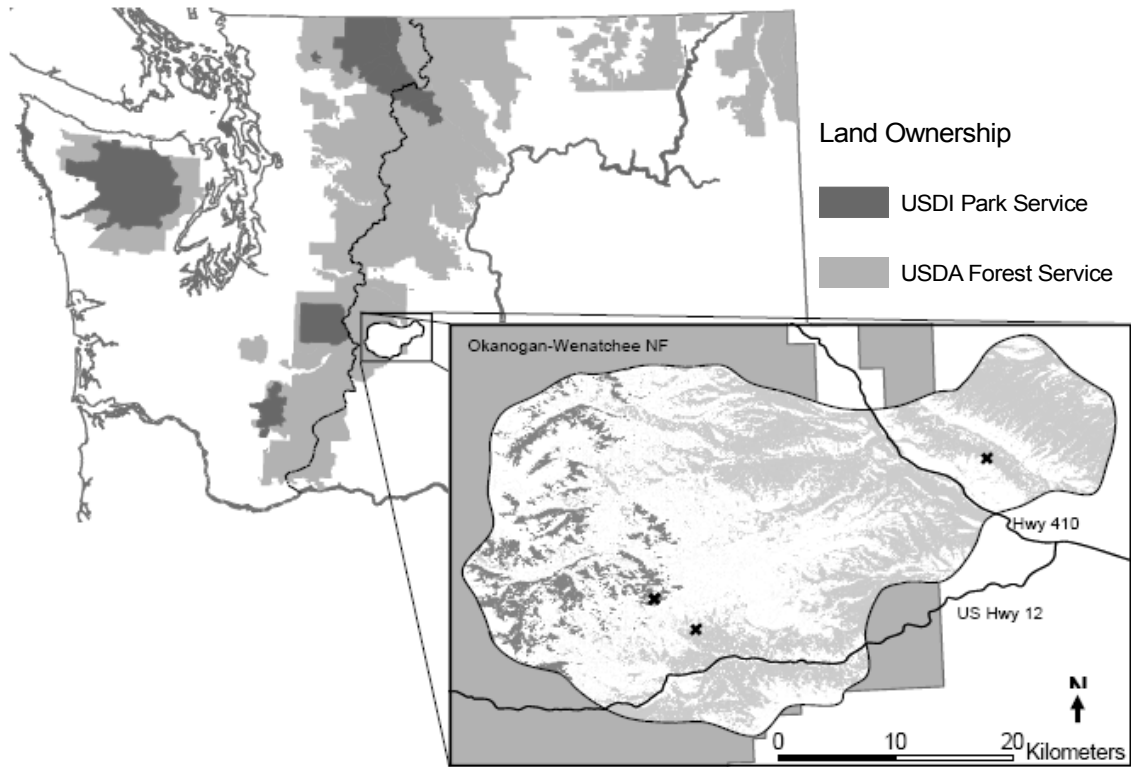 Land Ownership
USDI Park Service
USDA Forest Service
Okanogan-Wenatchee NF
Hwy 410
US Hwy 12
N
0 10 20
Kilometers